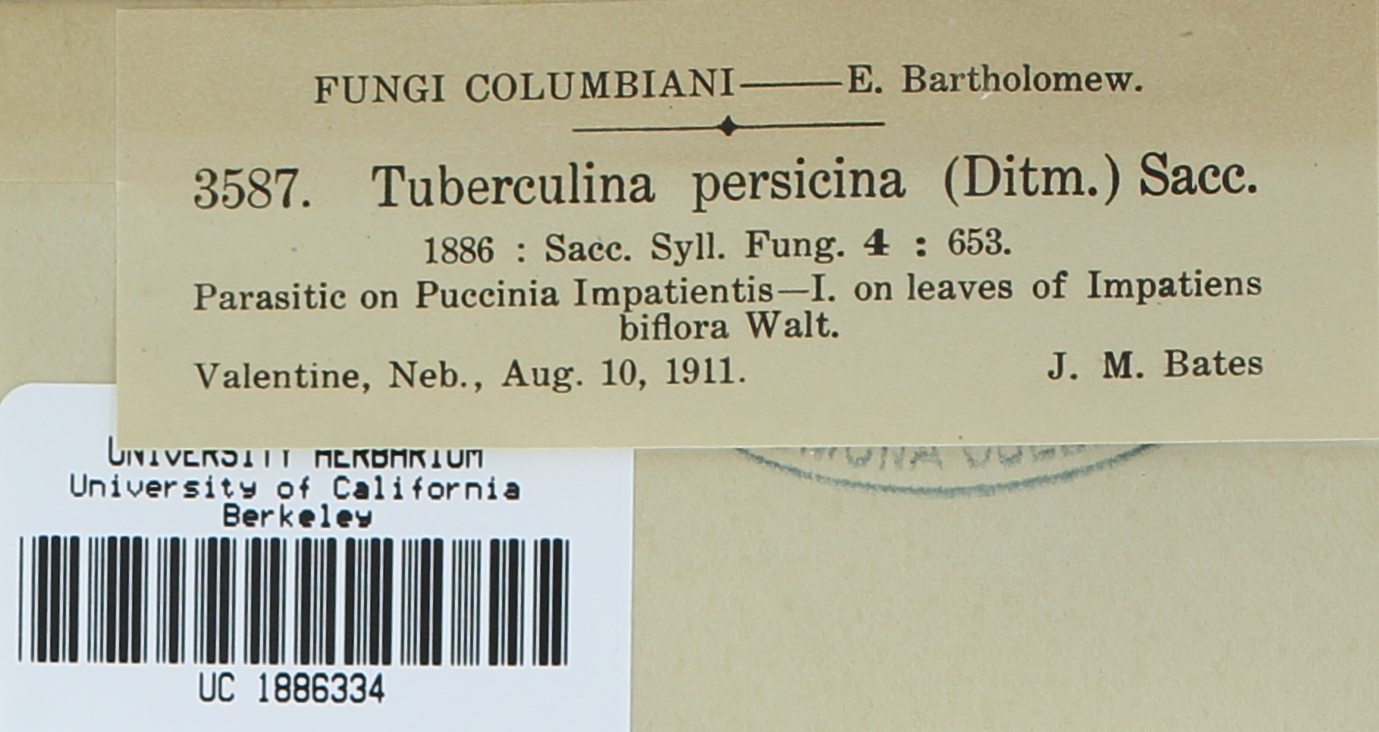 FUNGI COLUMBIANI——E. Bartholomew.
3587. Tuberculina persicina (Ditm.) Sacc.
1886 : Sacc. Syll. Fung. 4 : 653.
Parasitic on Puccinia Impatientis—I. on leaves of Impatiens
biflora Walt.
Valentine, Neb., Aug. 10, 1911. J. M. Bates
UNIVERSITY HERBARIUM
University of California
Berkeley
UC 1886334